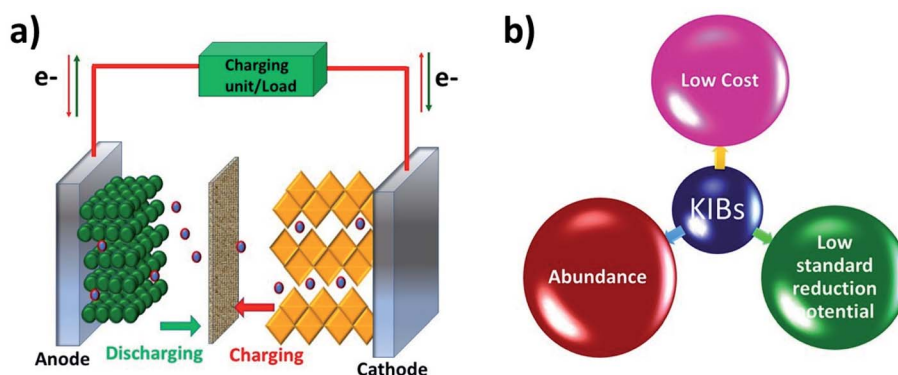 a)
e-
Charging
unit/Load
e-
Anode
Discharging
Charging
Cathode
b)
Low Cost
KIBs
Abundance
Low
standard
reduction
potential